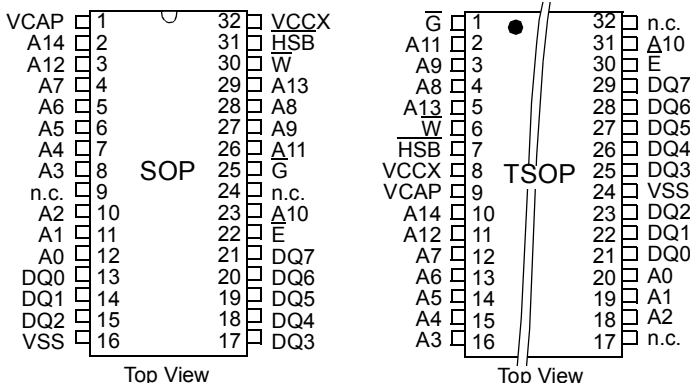 VCAP 1 32 VCCX
A14 2 31 HSB
A12 3 30 W
A7 4 29 A13
A6 5 28 A8
A5 6 27 A9
A4 7 26 A11
A3 8 SOP 25 G
n.c. 9 24 n.c.
A2 10 23 A10
A1 11 22 E
A0 12 21 DQ7
DQ0 13 20 DQ6
DQ1 14 19 DQ5
DQ2 15 18 DQ4
VSS 16 17 DQ3
Top View
G 1 32 n.c.
A11 2 31 A10
A9 3 30 E
A8 4 29 DQ7
A13 5 28 DQ6
W 6 27 DQ5
HSB 7 26 DQ4
VCCX 8 TSOP 25 DQ3
VCAP 9 24 VSS
A14 10 23 DQ2
A12 11 22 DQ1
A7 12 21 DQ0
A6 13 20 A0
A5 14 19 A1
A4 15 18 A2
A3 16 17 n.c.
Top View